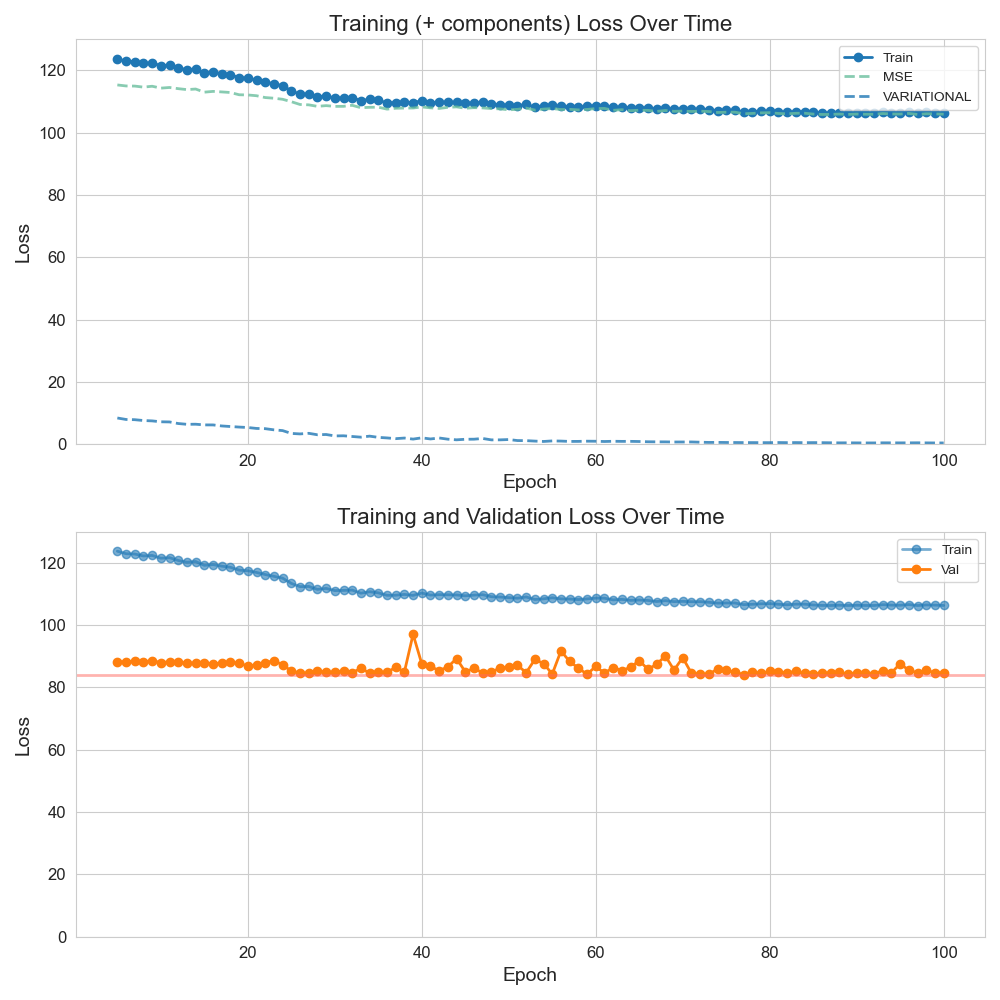 Training (+ components) Loss Over Time
Train
MSE
VARIATIONAL
120
100
80
60
40
20
0
Loss
20 40 60 80 100
Epoch
Training and Validation Loss Over Time
Train
Val
120
100
80
60
40
20
0
Loss
20 40 60 80 100
Epoch